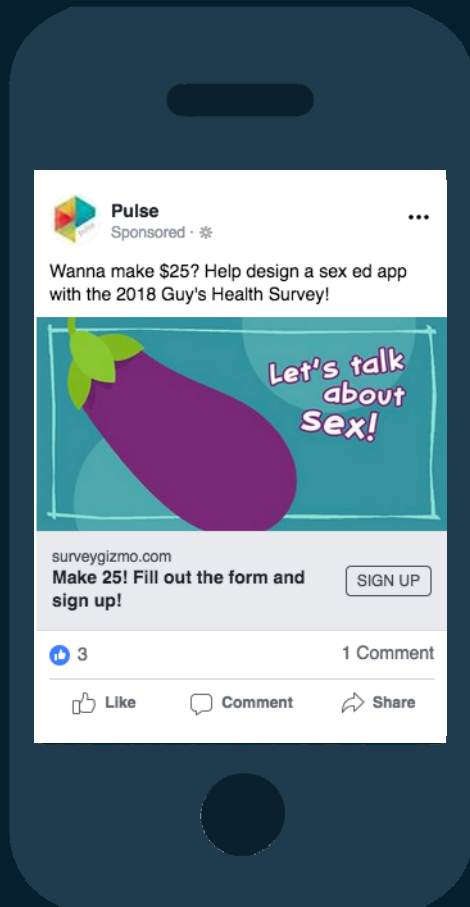 Pulse
Sponsored ·
Wanna make $25? Help design a sex ed app
with the 2018 Guy's Health Survey!
Let's talk
about
sex!
surveygizmo.com
Make 25! Fill out the form and
sign up!
SIGN UP
3
1 Comment
Like
Comment
Share